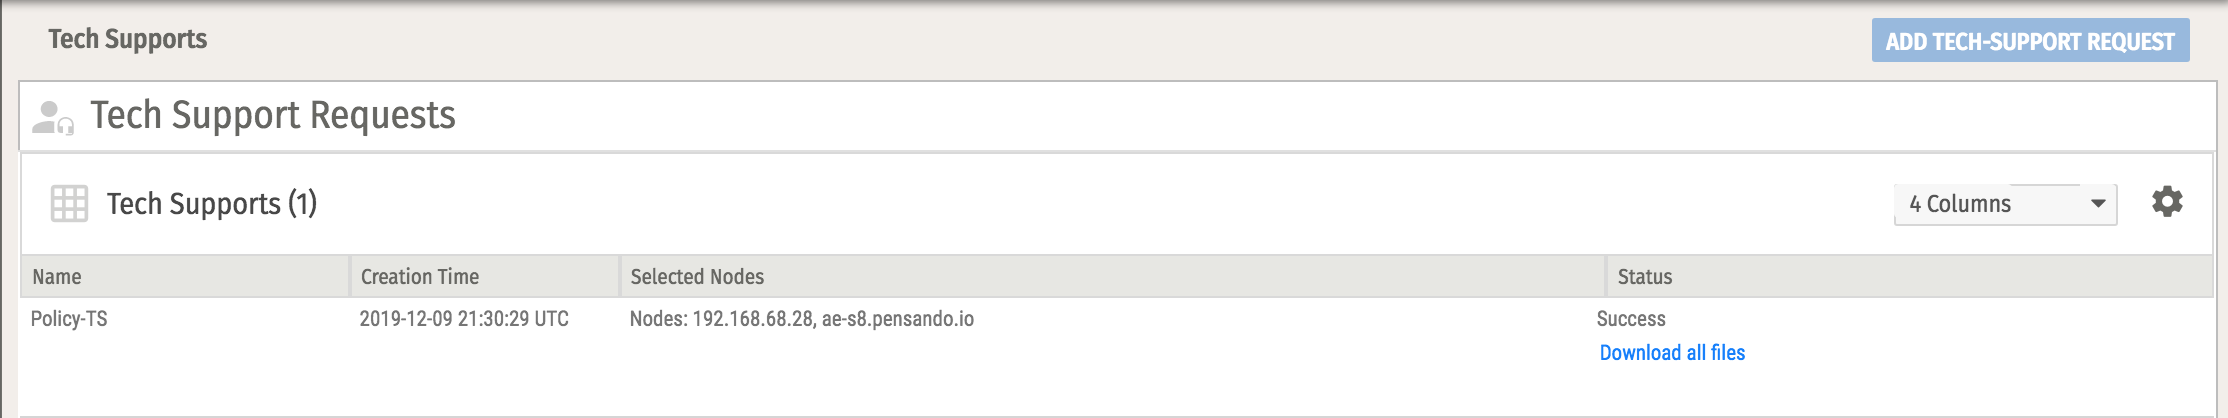 Tech Supports
ADD TECH-SUPPORT REQUEST
Tech Support Requests
Tech Supports (1)
4 Columns
Name Creation Time Selected Nodes Status
Policy-TS 2019-12-09 21:30:29 UTC Nodes: 192.168.68.28, ae-s8.pensando.io Success
Download all files